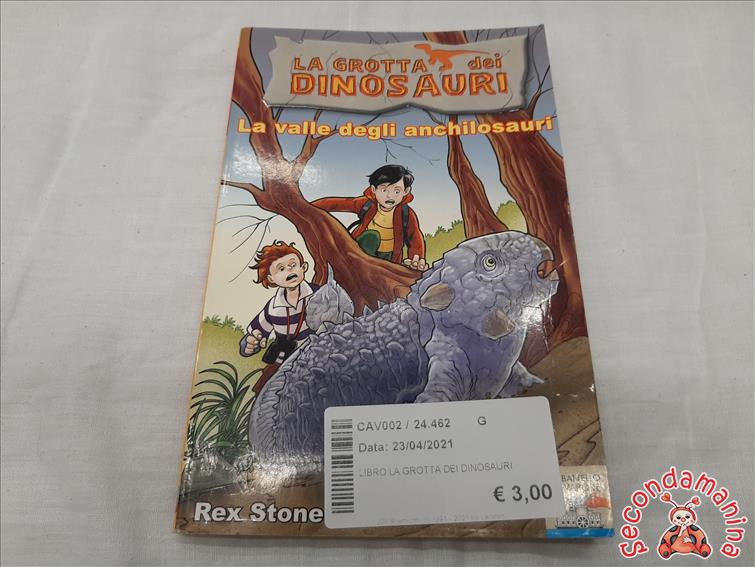 LA GROTTA dei
DINOSAURI
La valle degli anchilosauri
CAV002 / 24.462 G
Data: 23/04/2021
LIBRO LA GROTTA DEI DINOSAURI
€ 3,00
Rex Stone
secondamanina